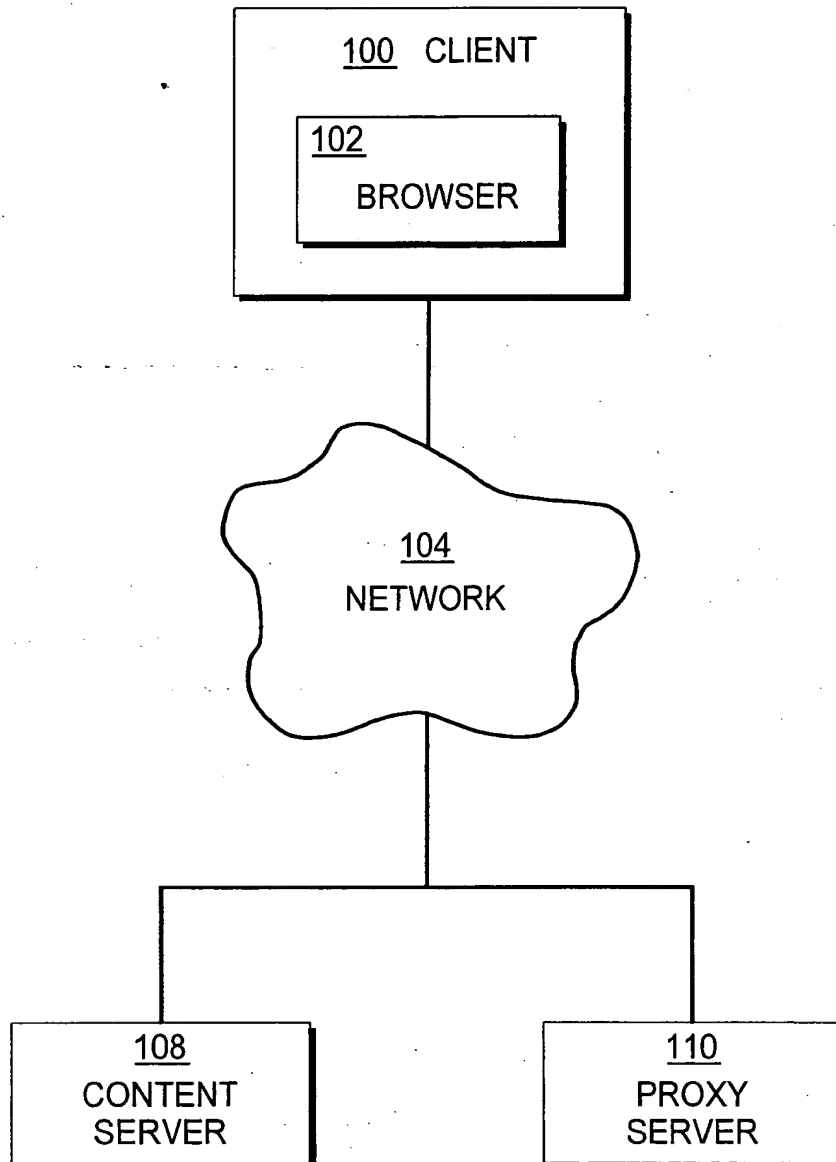 100 CLIENT
102
BROWSER
104
NETWORK
108
CONTENT
SERVER
110
PROXY
SERVER